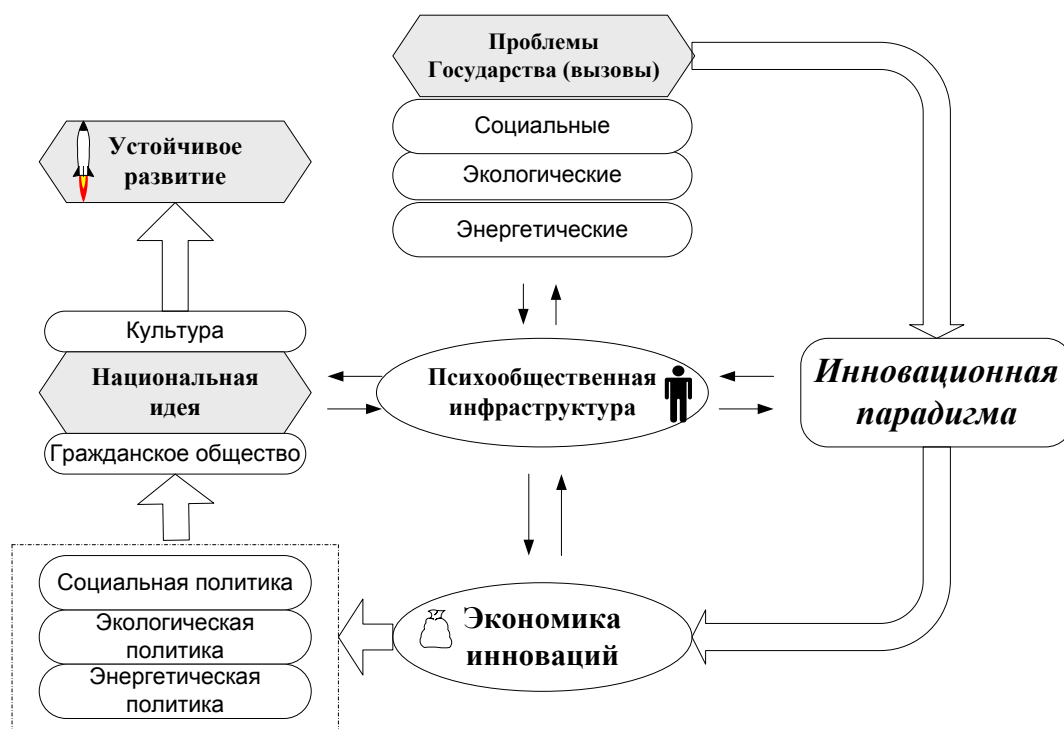 Проблемы
Государства (вызовы)
Социальные
Экологические
Энергетические
Устойчивое
развитие
Культура
Национальная
идея
Гражданское общество
Психообщественная
инфраструктура
Инновационная
парадигма
Социальная политика
Экологическая
политика
Энергетическая
политика
Экономика
инноваций